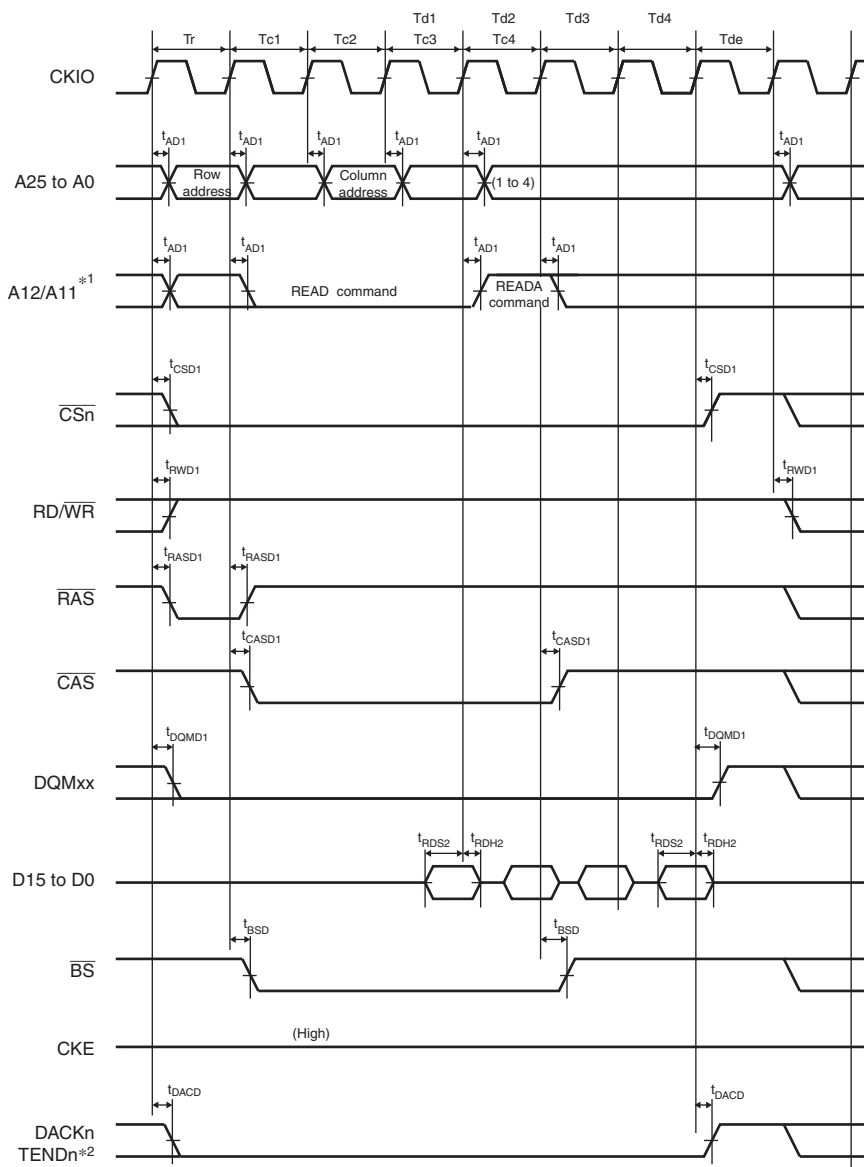 Td1 Td2 Td3 Td4
Tr Tc1 Tc2 Tc3 Tc4 Tde
CKIO
tAD1 tAD1 tAD1 tAD1 tAD1 tAD1
A25 to A0
Row
address
Column
address
(1 to 4)
tAD1 tAD1 tAD1 tAD1
A12/A11*1
READ command
READA
command
tCSD1 tCSD1
CSn
tRWD1 tRWD1
RD/WR
tRASD1 tRASD1
RAS
tCASD1 tCASD1
CAS
tDQMD1 tDQMD1
DQMxx
tRDS2 tRDH2 tRDS2 tRDH2
D15 to D0
tBSD tBSD
BS
(High)
CKE
tDACD tDACD
DACKn
TENDn*2